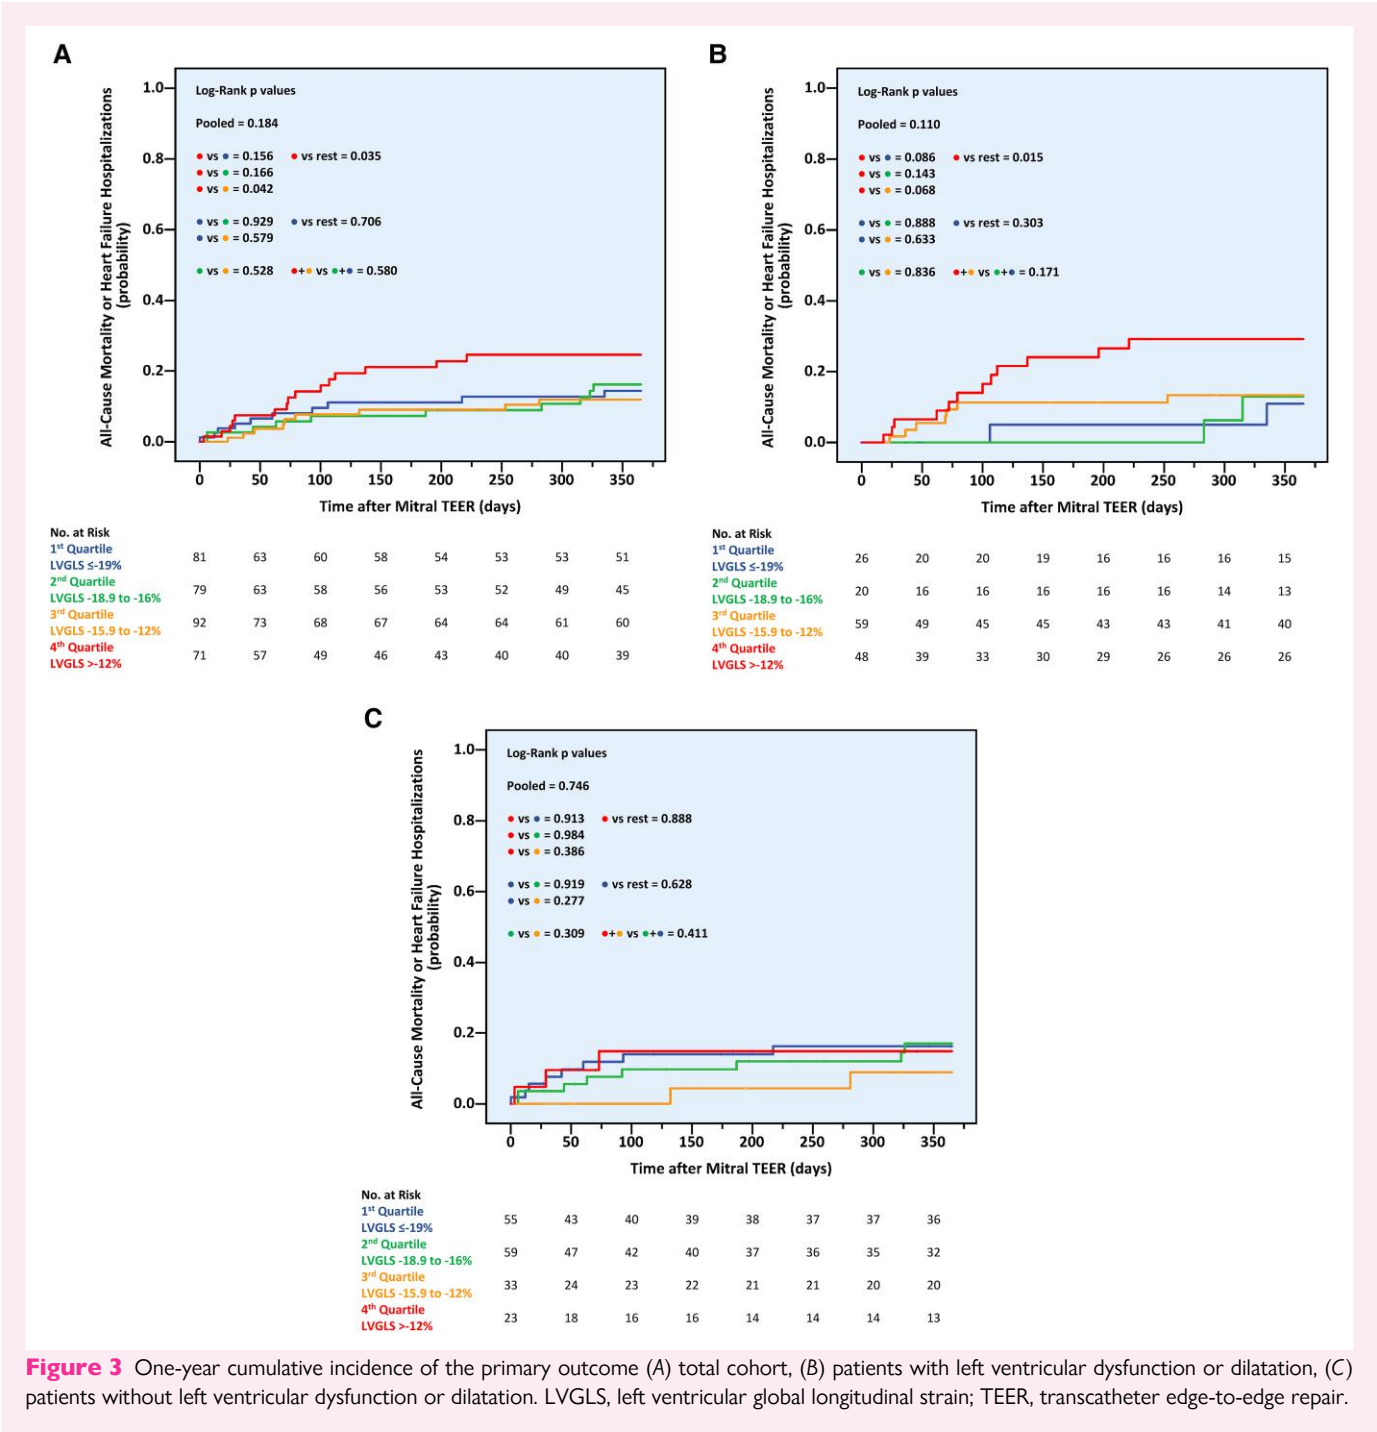 A
All-Cause Mortality or Heart Failure Hospitalizations
(probability)
1.0
0.8
0.6
0.4
0.2
0.0
Log-Rank p values
Pooled = 0.184
● vs ● = 0.156 ● vs rest = 0.035
● vs ● = 0.166
● vs ● = 0.042
● vs ● = 0.929 ● vs rest = 0.706
● vs ● = 0.579
● vs ● = 0.528 ●+● vs ●+● = 0.580
0 50 100 150 200 250 300 350
Time after Mitral TEER (days)
No. at Risk
1st Quartile
LVGLS ≤-19%
81 63 60 58 54 53 53 51
2nd Quartile
LVGLS -18.9 to -16%
79 63 58 56 53 52 49 45
3rd Quartile
LVGLS -15.9 to -12%
92 73 68 67 64 64 61 60
4th Quartile
LVGLS >-12%
71 57 49 46 43 40 40 39
B
All-Cause Mortality or Heart Failure Hospitalizations
(probability)
1.0
0.8
0.6
0.4
0.2
0.0
Log-Rank p values
Pooled = 0.110
● vs ● = 0.086 ● vs rest = 0.015
● vs ● = 0.143
● vs ● = 0.068
● vs ● = 0.888 ● vs rest = 0.303
● vs ● = 0.633
● vs ● = 0.836 ●+● vs ●+● = 0.171
0 50 100 150 200 250 300 350
Time after Mitral TEER (days)
No. at Risk
1st Quartile
LVGLS ≤-19%
26 20 20 19 16 16 16 15
2nd Quartile
LVGLS -18.9 to -16%
20 16 16 16 16 16 14 13
3rd Quartile
LVGLS -15.9 to -12%
59 49 45 45 43 43 41 40
4th Quartile
LVGLS >-12%
48 39 33 30 29 26 26 26
C
All-Cause Mortality or Heart Failure Hospitalizations
(probability)
1.0
0.8
0.6
0.4
0.2
0.0
Log-Rank p values
Pooled = 0.746
● vs ● = 0.913 ● vs rest = 0.888
● vs ● = 0.984
● vs ● = 0.386
● vs ● = 0.919 ● vs rest = 0.628
● vs ● = 0.277
● vs ● = 0.309 ●+● vs ●+● = 0.411
0 50 100 150 200 250 300 350
Time after Mitral TEER (days)
No. at Risk
1st Quartile
LVGLS ≤-19%
55 43 40 39 38 37 37 36
2nd Quartile
LVGLS -18.9 to -16%
59 47 42 40 37 36 35 32
3rd Quartile
LVGLS -15.9 to -12%
33 24 23 22 21 21 20 20
4th Quartile
LVGLS >-12%
23 18 16 16 14 14 14 13
Figure 3 One-year cumulative incidence of the primary outcome (A) total cohort, (B) patients with left ventricular dysfunction or dilatation, (C)
patients without left ventricular dysfunction or dilatation. LVGLS, left ventricular global longitudinal strain; TEER, transcatheter edge-to-edge repair.